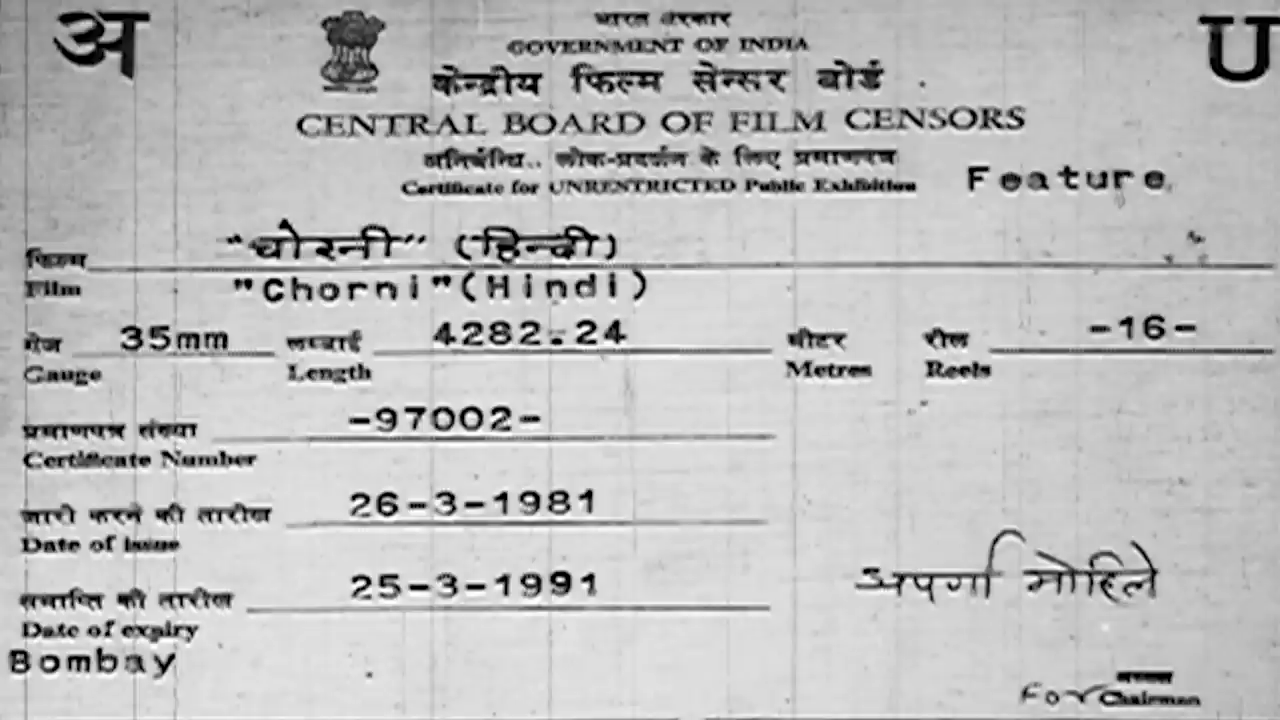 अ
U
भारत सरकार
GOVERNMENT OF INDIA
केन्द्रीय फिल्म सेन्सर बोर्ड
CENTRAL BOARD OF FILM CENSORS
लोक-प्रदर्शन के लिए प्रमाणपत्र
Certificate for UNRESTRICTED Public Exhibition Feature
फिल्म "चोरनी" (हिन्दी)
Film "Chorni"(Hindi)
गेज 35mm लम्बाई 4282.24 मीटर रील -16-
Gauge Length Metres Reels
प्रमाणपत्र संख्या -97002-
Certificate Number
जारी करने की तारीख 26-3-1981
Date of issue
समाप्ति की तारीख 25-3-1991
Date of expiry
अपर्णा मोहिले
Bombay
अध्यक्ष
For Chairman